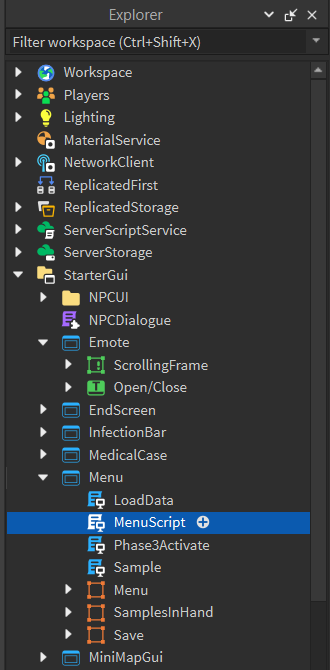 Explorer
Filter workspace (Ctrl+Shift+X)
Workspace
Players
Lighting
MaterialService
NetworkClient
ReplicatedFirst
ReplicatedStorage
ServerScriptService
ServerStorage
StarterGui
NPCUI
NPCDialogue
Emote
ScrollingFrame
T Open/Close
EndScreen
InfectionBar
MedicalCase
Menu
LoadData
MenuScript
Phase3Activate
Sample
Menu
SamplesInHand
Save
MiniMapGui